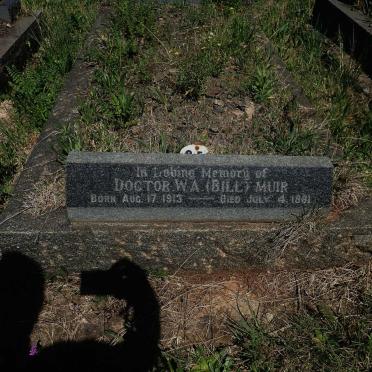 In Loving Memory of
DOCTOR W.A. (BILL) MUIR
BORN AUG. 17. 1913 — DIED JULY 4. 1981